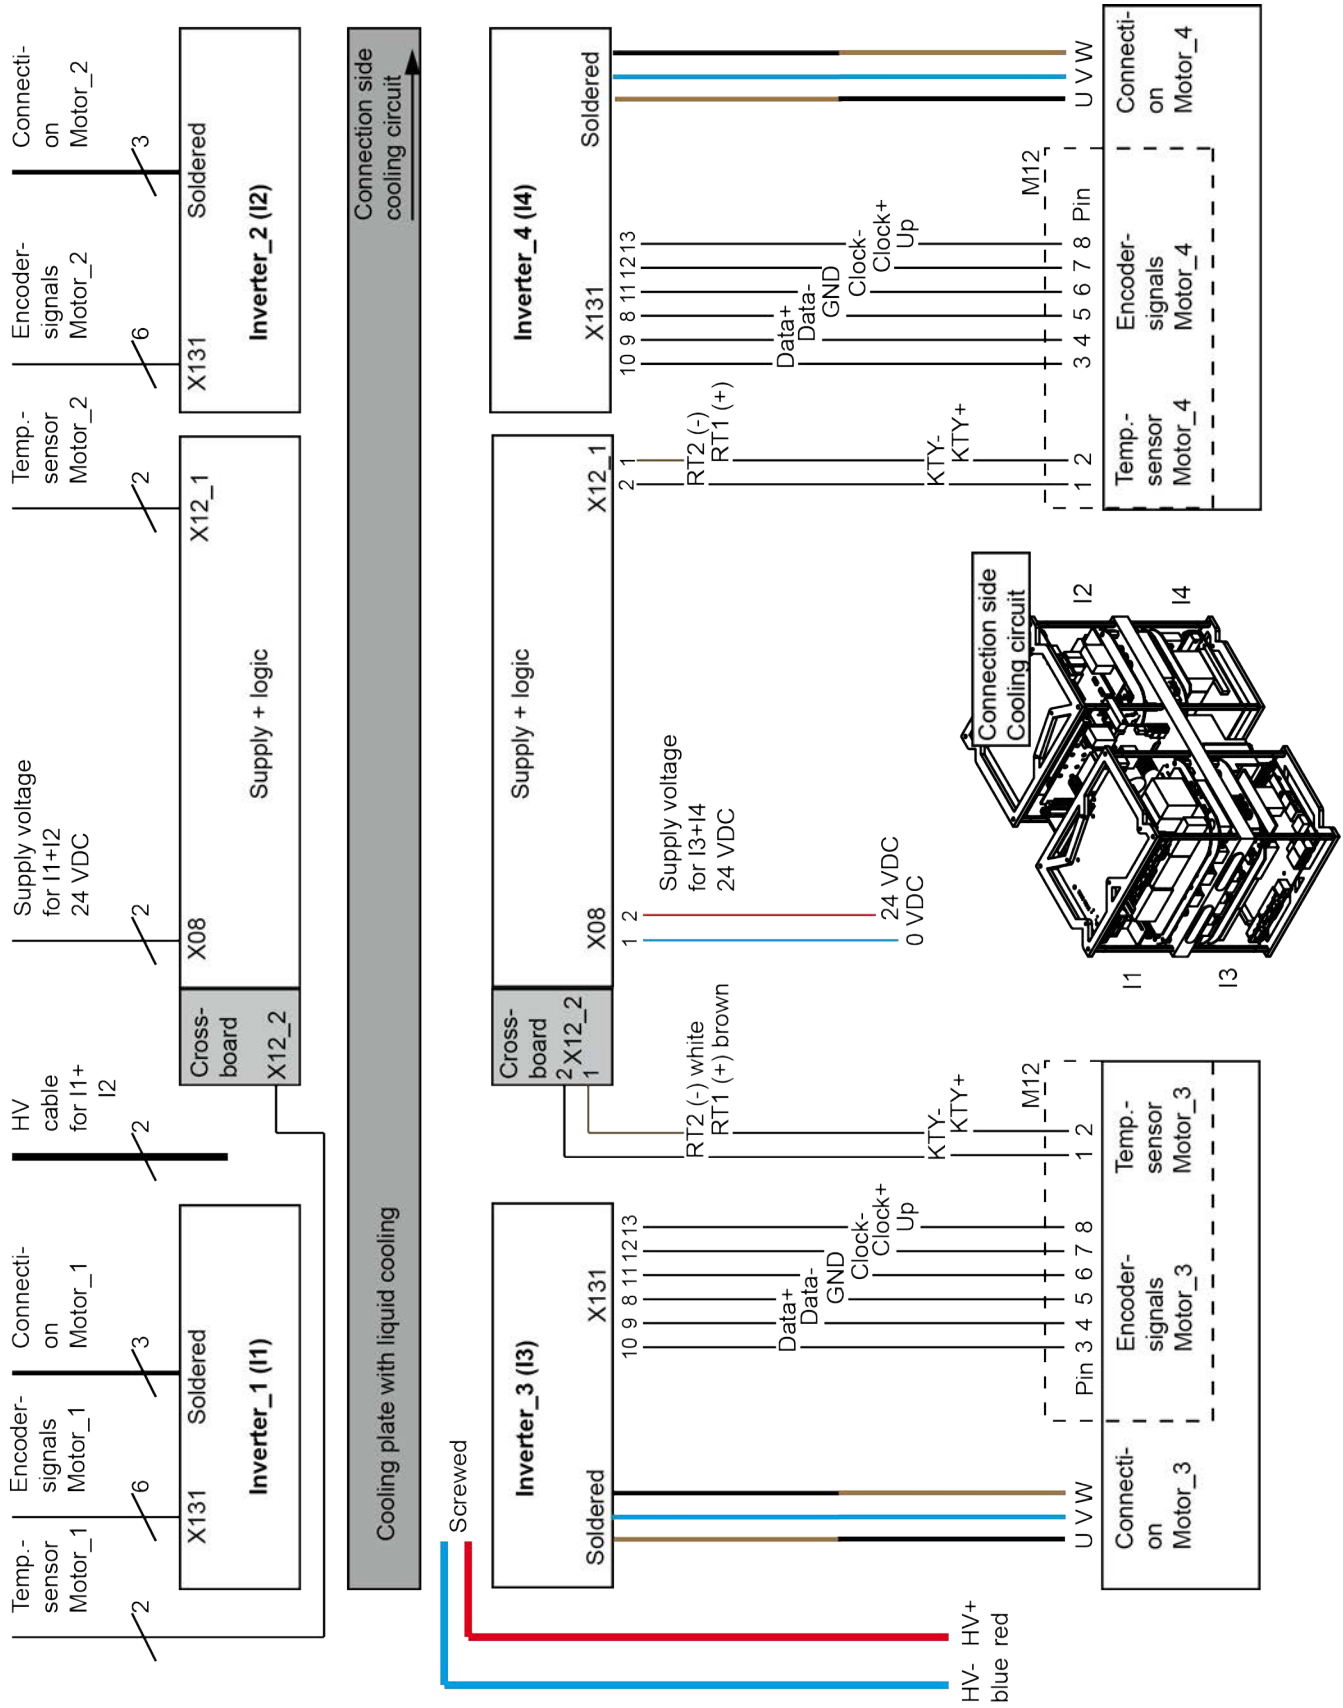 Temp.-
sensor
Motor_1
2
Encoder-
signals
Motor_1
6
Connecti-
on
Motor_1
3
HV
cable
for I1+
I2
2
Supply voltage
for I1+I2
24 VDC
2
Temp.-
sensor
Motor_2
2
Encoder-
signals
Motor_2
6
Connecti-
on
Motor_2
3
X131
Soldered
Inverter_1 (I1)
Cross-
board
X12_2
X08
X12_1
Supply + logic
X131
Soldered
Inverter_2 (I2)
Cooling plate with liquid cooling
Connection side
cooling circuit
Screwed
HV- HV+
blue red
Inverter_3 (I3)
Soldered
X131
10 9 8 11 12 13
Cross-
board
2
X12_2
1
Supply + logic
X08
1 2
X12_1
2 1
Inverter_4 (I4)
X131
Soldered
10 9 8 11 12 13
Data+
Data-
GND
Clock-
Clock+
Up
RT2 (-) white
RT1 (+) brown
KTY-
KTY+
Supply voltage
for I3+I4
24 VDC
24 VDC
0 VDC
RT2 (-)
RT1 (+)
KTY-
KTY+
Data+
Data-
GND
Clock-
Clock+
Up
M12
U V W
Pin 3 4 5 6 7 8
1 2
Connecti-
on
Motor_3
Encoder-
signals
Motor_3
Temp.-
sensor
Motor_3
Connection side
Cooling circuit
I1
I2
I3
I4
M12
1 2
3 4 5 6 7 8 Pin
U V W
Temp.-
sensor
Motor_4
Encoder-
signals
Motor_4
Connecti-
on
Motor_4